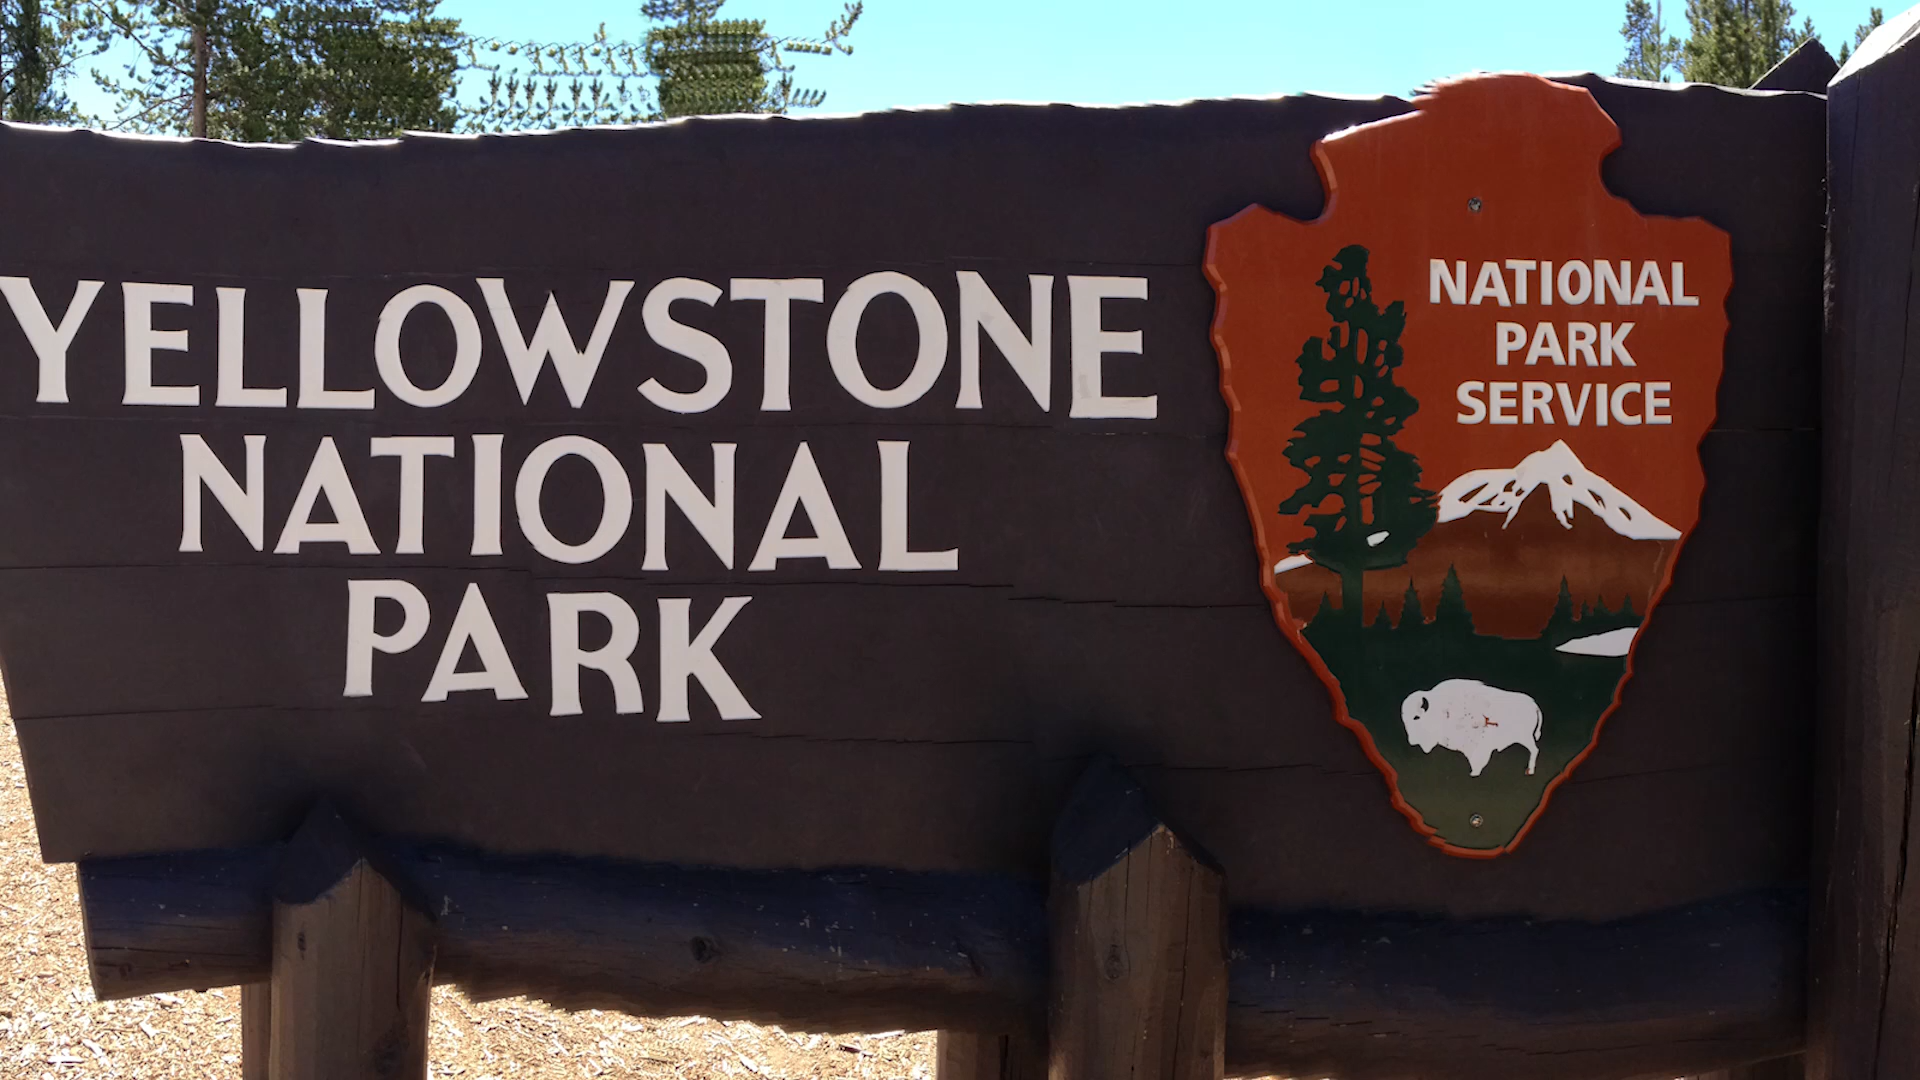 YELLOWSTONE
NATIONAL
PARK
NATIONAL
PARK
SERVICE